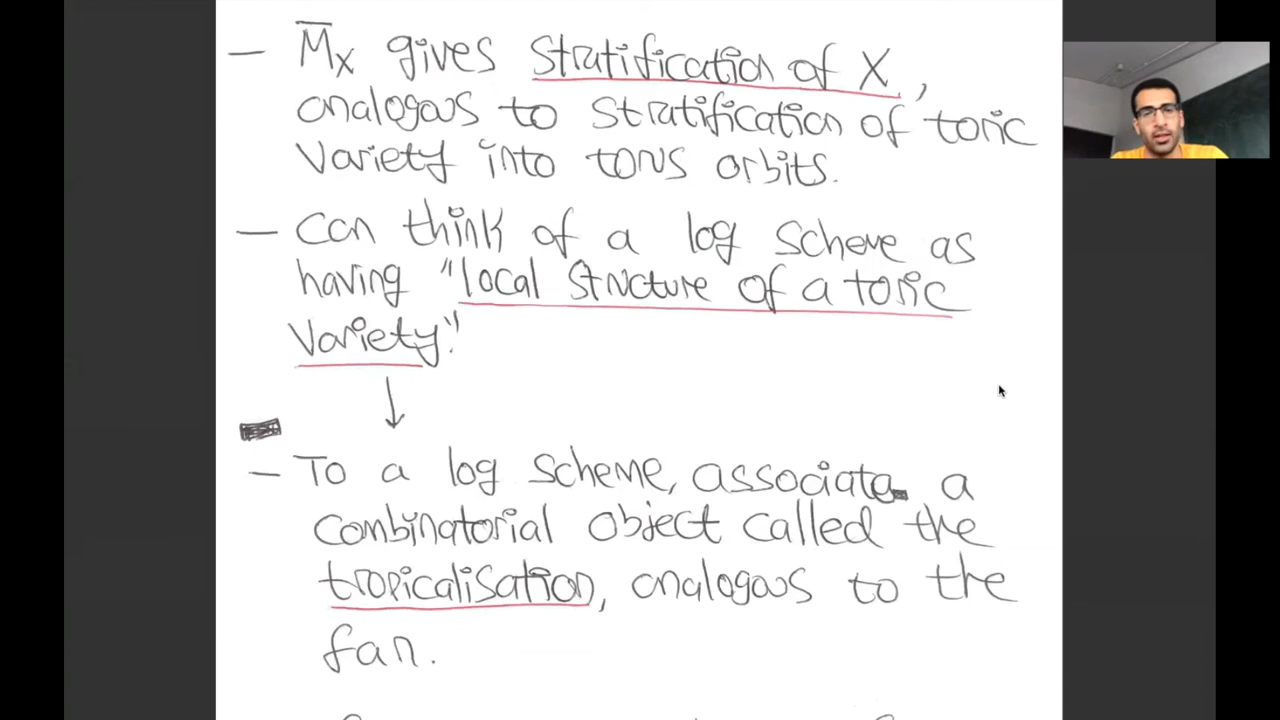 — M̅_X gives stratification of X,
analogous to stratification of toric
variety into torus orbits.
— Can think of a log scheme as
having "local structure of a toric
variety".
↓
— To a log scheme, associate a
combinatorial object called the
tropicalisation, analogous to the
fan.